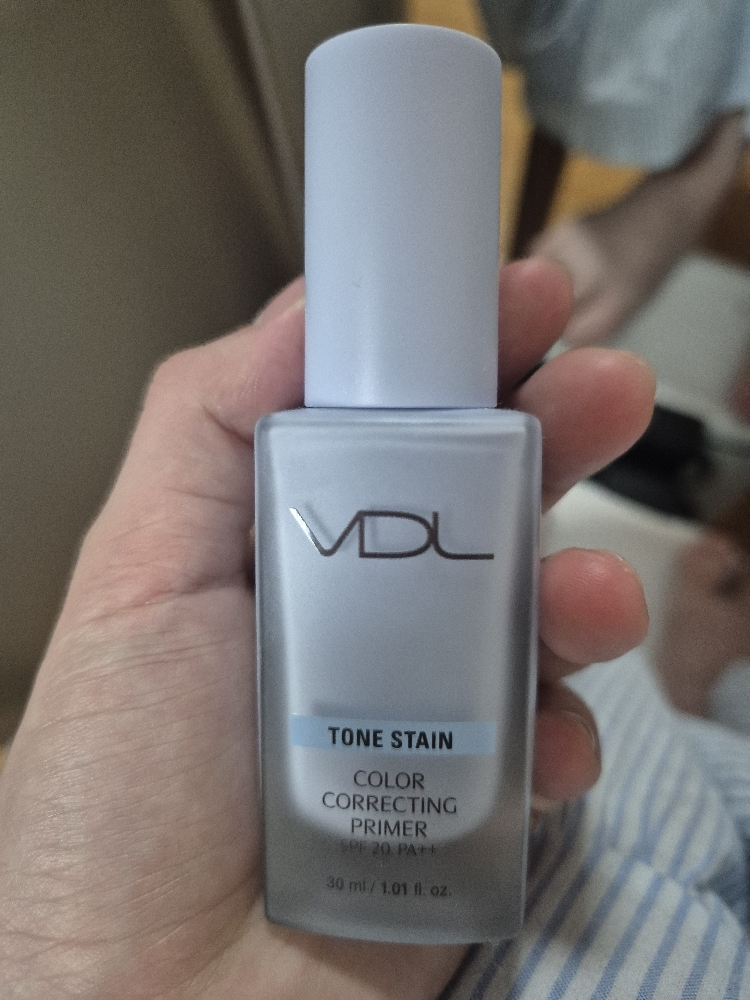 VDL
TONE STAIN
COLOR
CORRECTING
PRIMER
SPF 20. PA++
30 ml / 1.01 fl. oz.